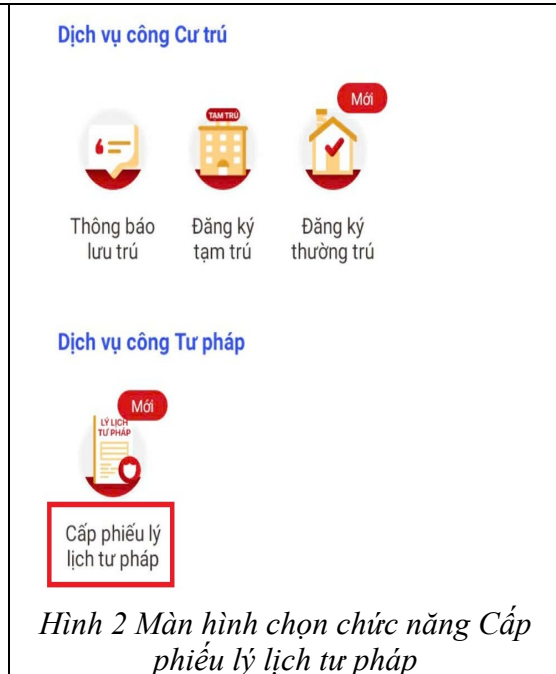 Dịch vụ công Cư trú
Mới
TẠM TRÚ
Thông báo
lưu trú
Đăng ký
tạm trú
Đăng ký
thường trú
Dịch vụ công Tư pháp
Mới
LÝ LỊCH
TƯ PHÁP
Cấp phiếu lý
lịch tư pháp
Hình 2 Màn hình chọn chức năng Cấp
phiếu lý lịch tư pháp